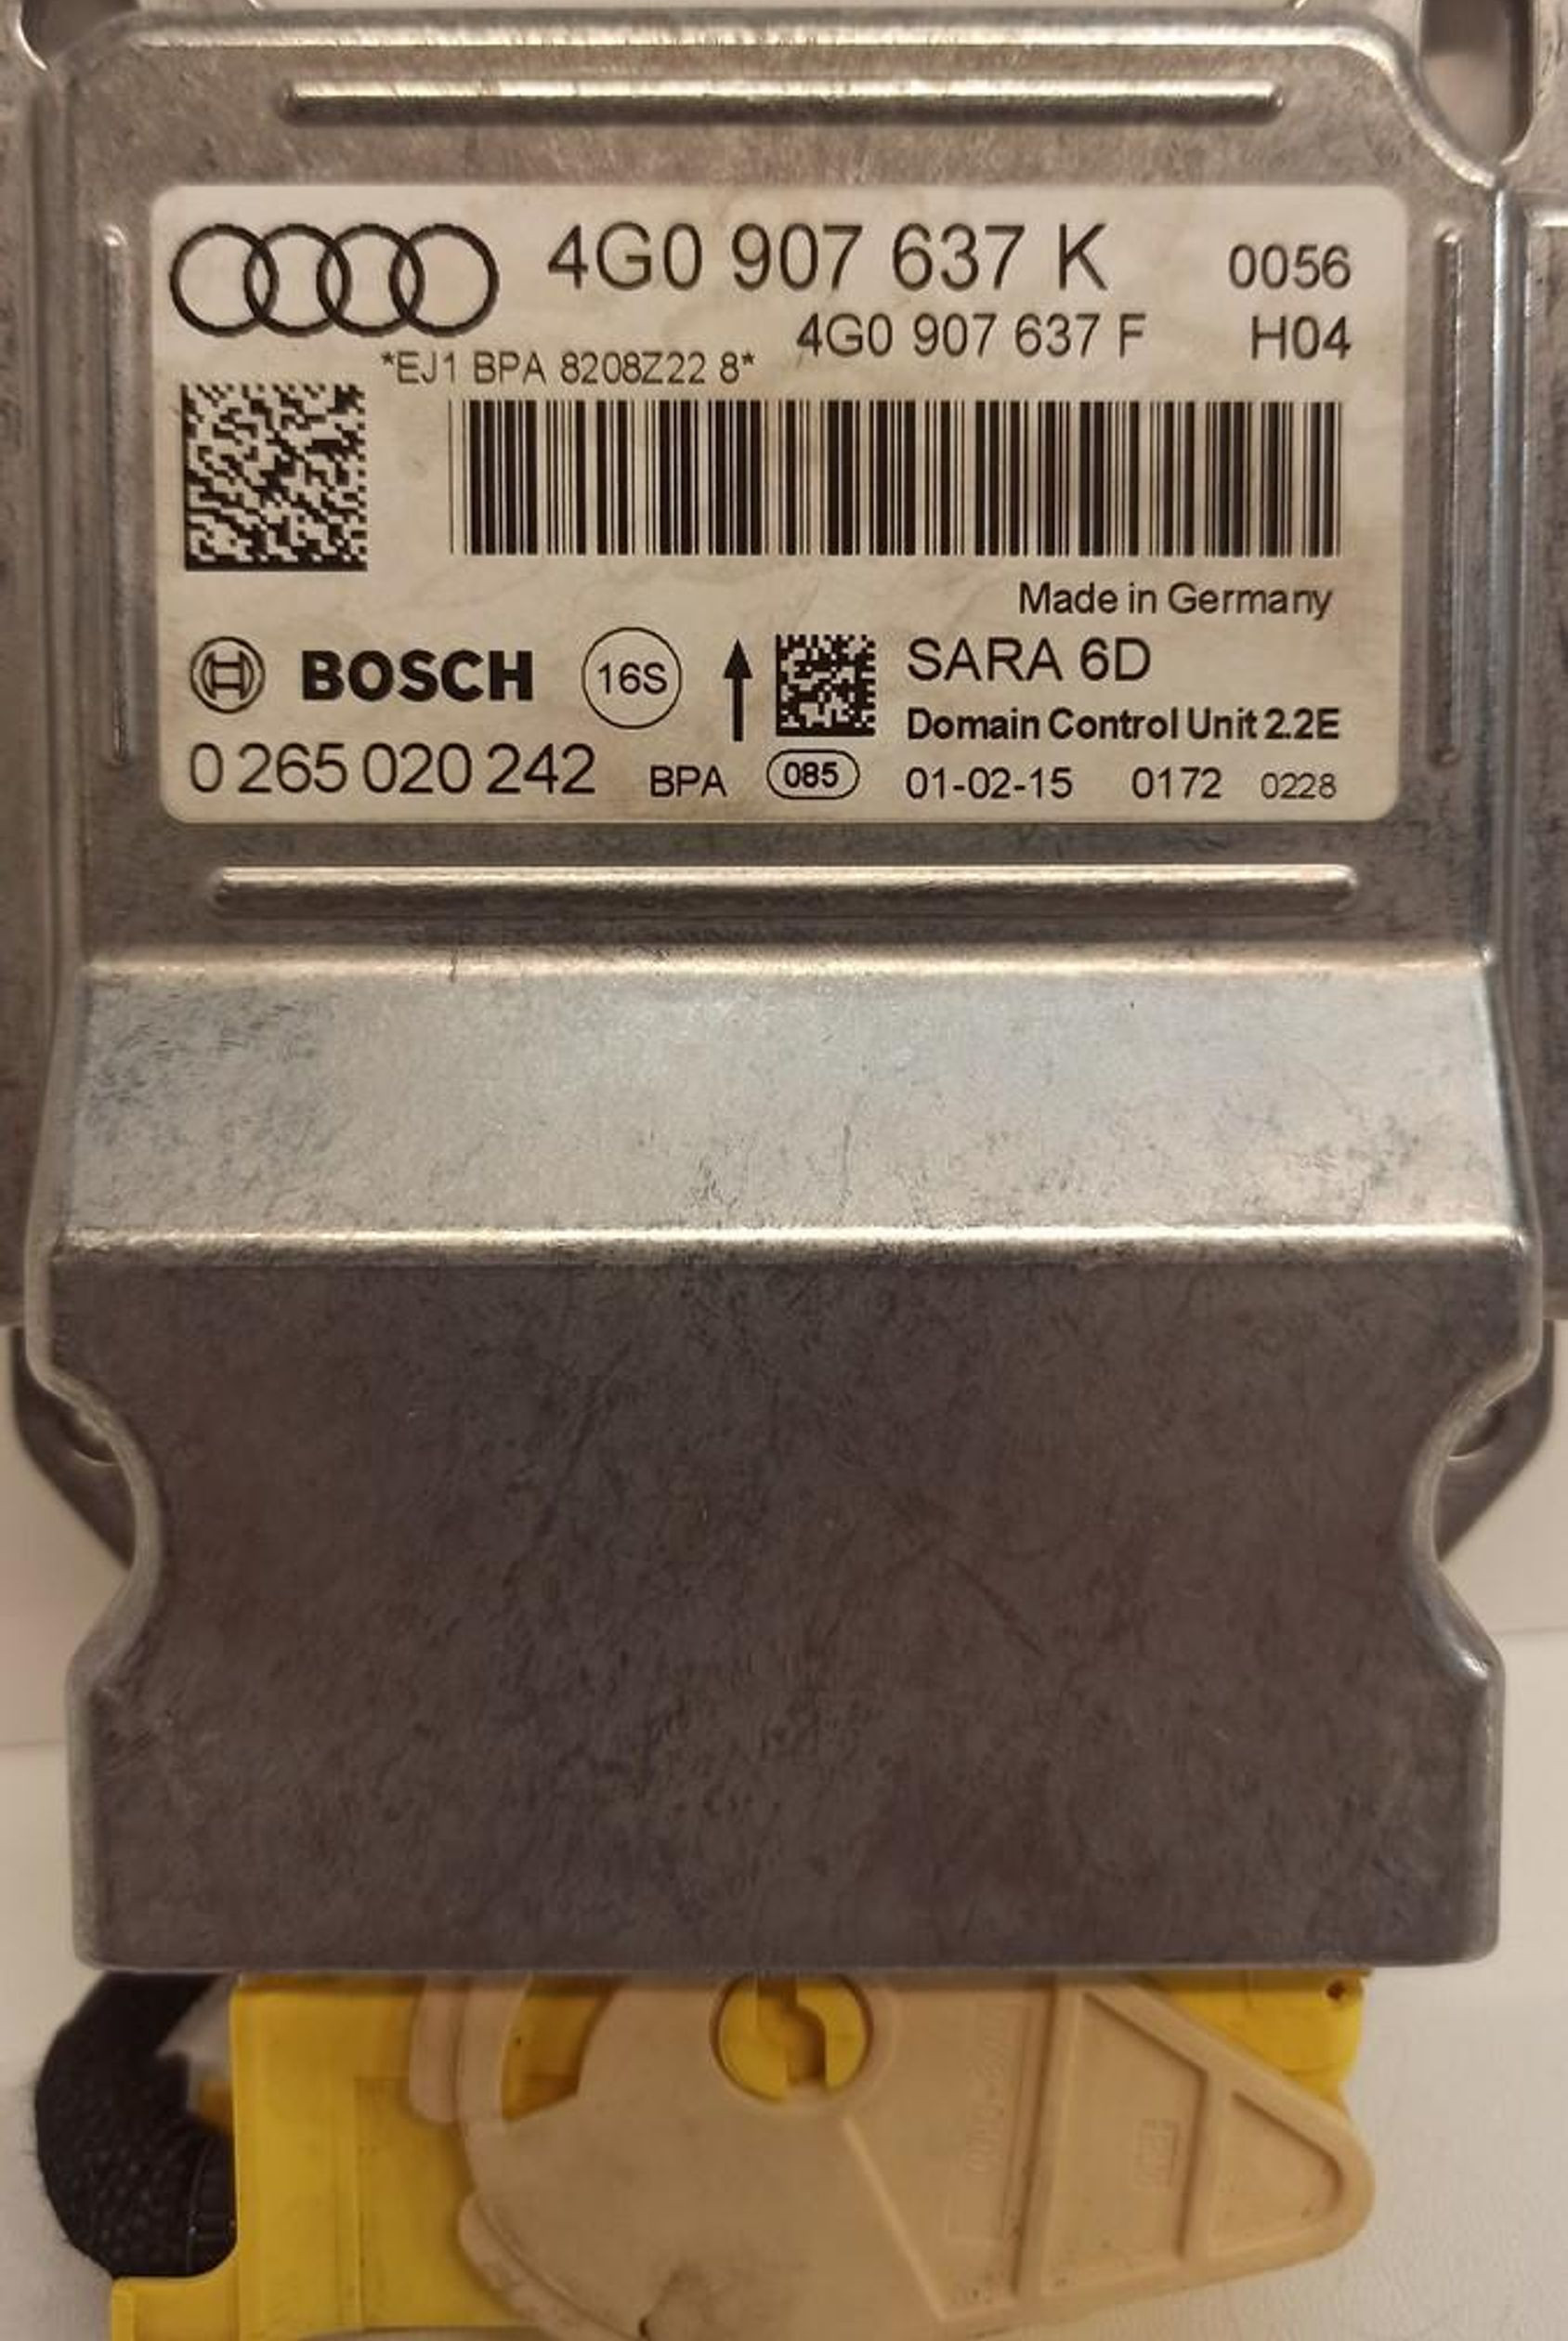 4G0 907 637 K 0056
4G0 907 637 F H04
*EJ1 BPA 8208Z22 8*
Made in Germany
BOSCH 16S SARA 6D
Domain Control Unit 2.2E
0 265 020 242 BPA 085 01-02-15 0172 0228